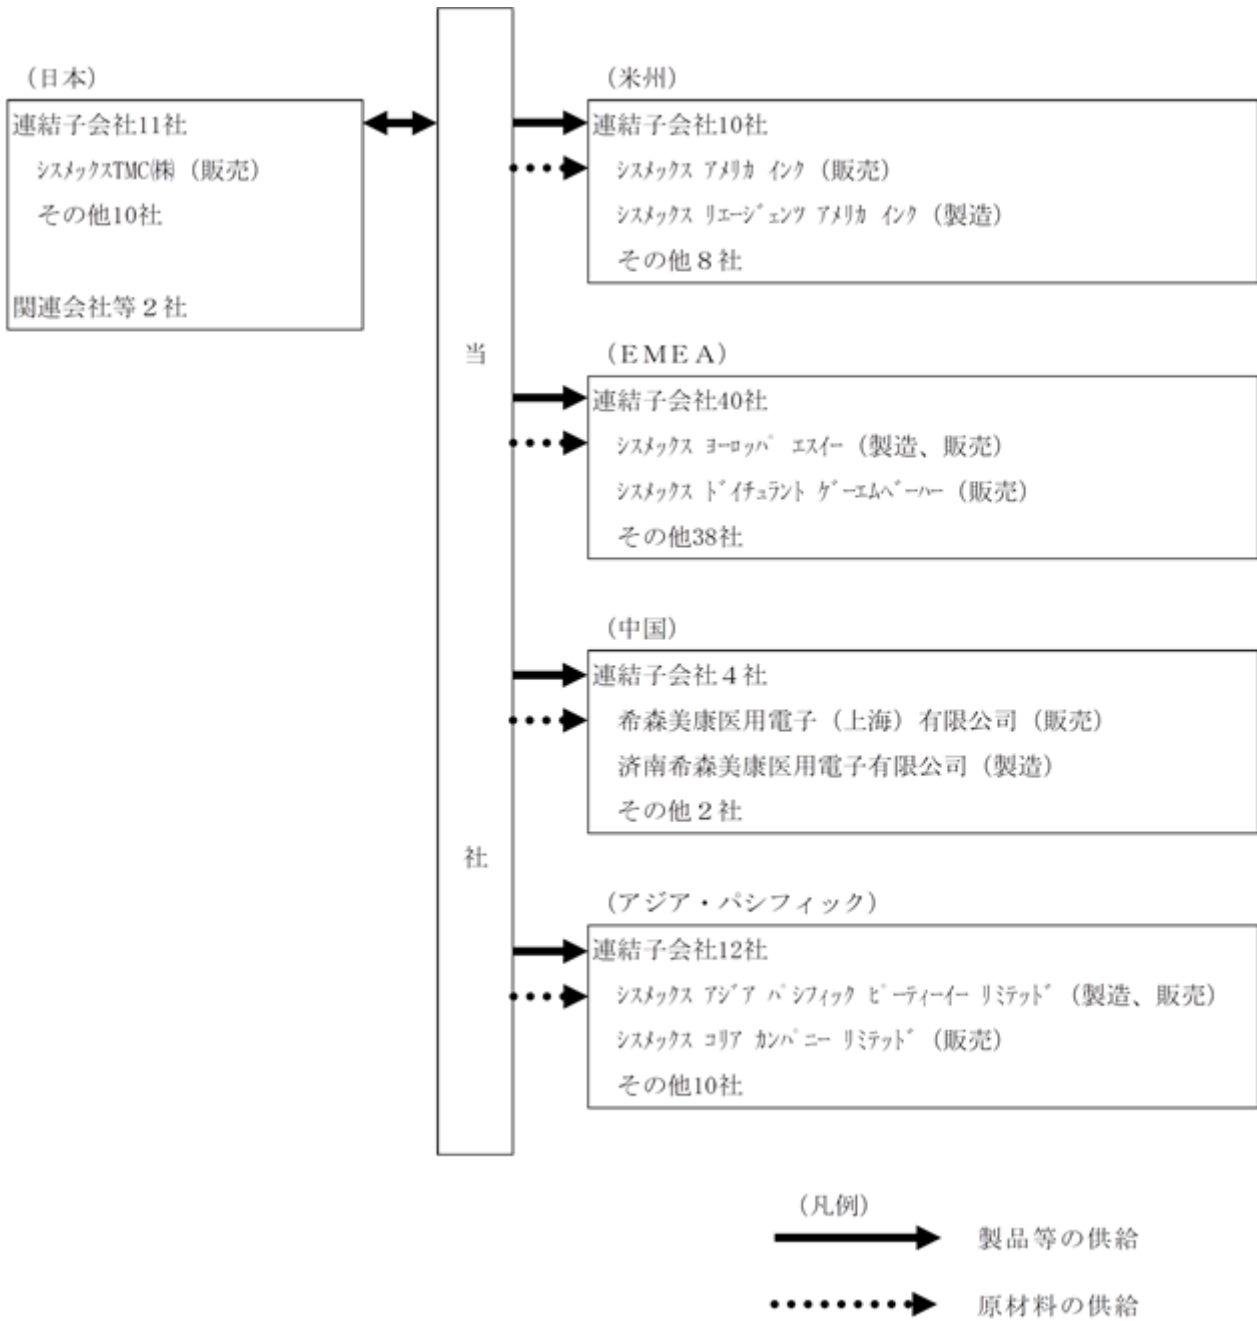 （日本）
連結子会社11社
ｼｽﾒｯｸｽTMC㈱（販売）
その他10社
関連会社等２社
当
社
（米州）
連結子会社10社
ｼｽﾒｯｸｽ ｱﾒﾘｶ ｲﾝｸ（販売）
ｼｽﾒｯｸｽ ﾘｴｰｼﾞｪﾝﾂ ｱﾒﾘｶ ｲﾝｸ（製造）
その他８社
（ＥＭＥＡ）
連結子会社40社
ｼｽﾒｯｸｽ ﾖｰﾛｯﾊﾟ ｴｽｲｰ（製造、販売）
ｼｽﾒｯｸｽ ﾄﾞｲﾁｭﾗﾝﾄ ｹﾞｰｴﾑﾍﾞｰﾊｰ（販売）
その他38社
（中国）
連結子会社４社
希森美康医用電子（上海）有限公司（販売）
済南希森美康医用電子有限公司（製造）
その他２社
（アジア・パシフィック）
連結子会社12社
ｼｽﾒｯｸｽ ｱｼﾞｱ ﾊﾟｼﾌｨｯｸ ﾋﾟｰﾃｨｰｲｰ ﾘﾐﾃｯﾄﾞ（製造、販売）
ｼｽﾒｯｸｽ ｺﾘｱ ｶﾝﾊﾟﾆｰ ﾘﾐﾃｯﾄﾞ（販売）
その他10社
（凡例）
製品等の供給
原材料の供給